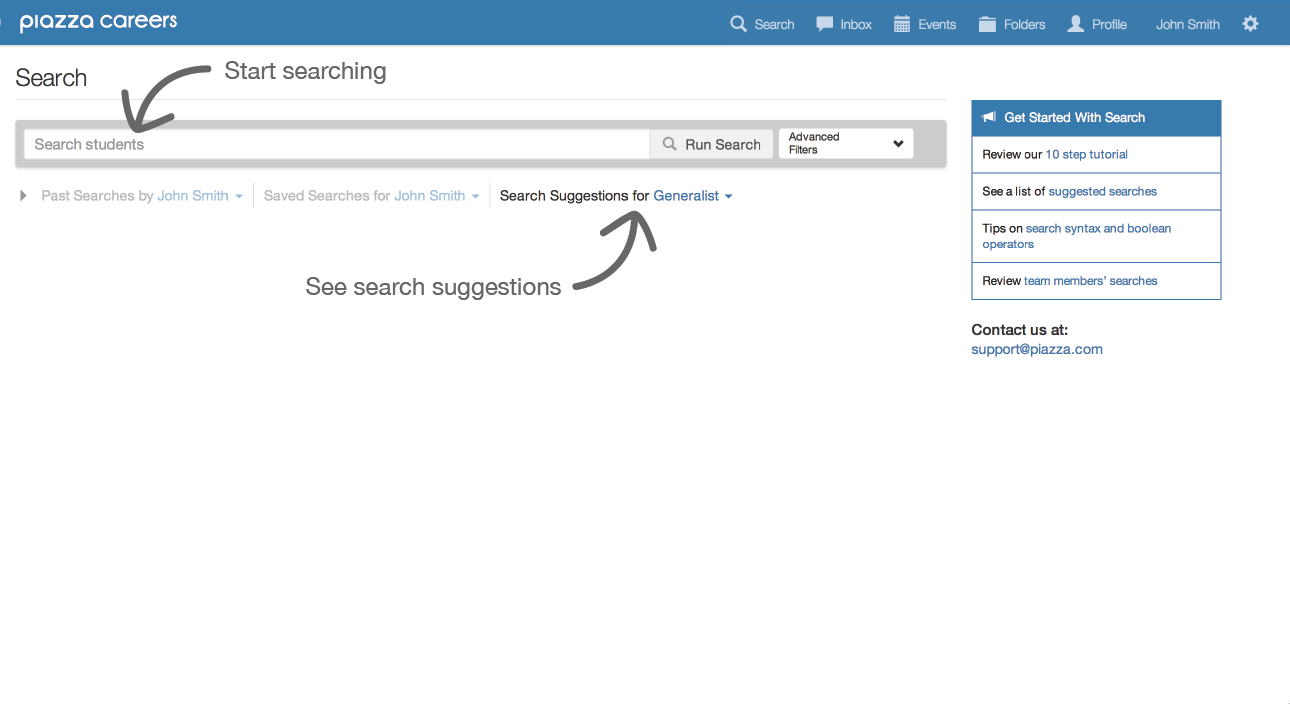 piazza careers
Search
Inbox
Events
Folders
Profile
John Smith
Search
Start searching
Search students
Run Search
Advanced
Filters
Past Searches by John Smith
Saved Searches for John Smith
Search Suggestions for Generalist
See search suggestions
Get Started With Search
Review our 10 step tutorial
See a list of suggested searches
Tips on search syntax and boolean
operators
Review team members' searches
Contact us at:
support@piazza.com